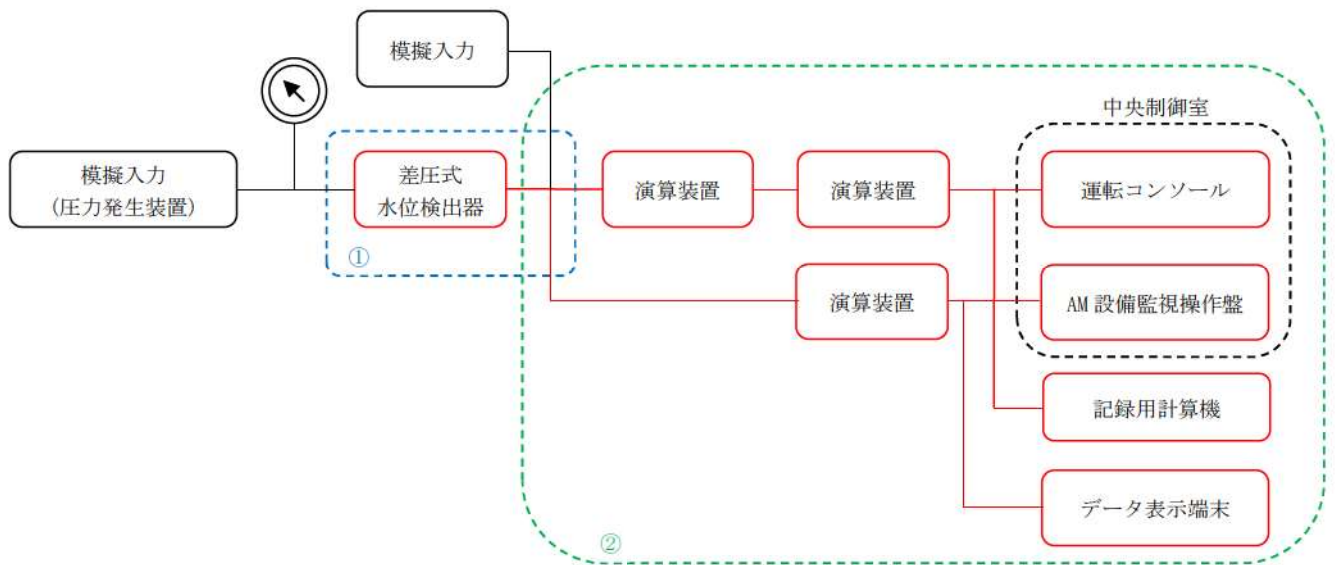 模擬入力
中央制御室
模擬入力
(圧力発生装置)
差圧式
水位検出器
演算装置
演算装置
運転コンソール
①
演算装置
AM 設備監視操作盤
記録用計算機
データ表示端末
②